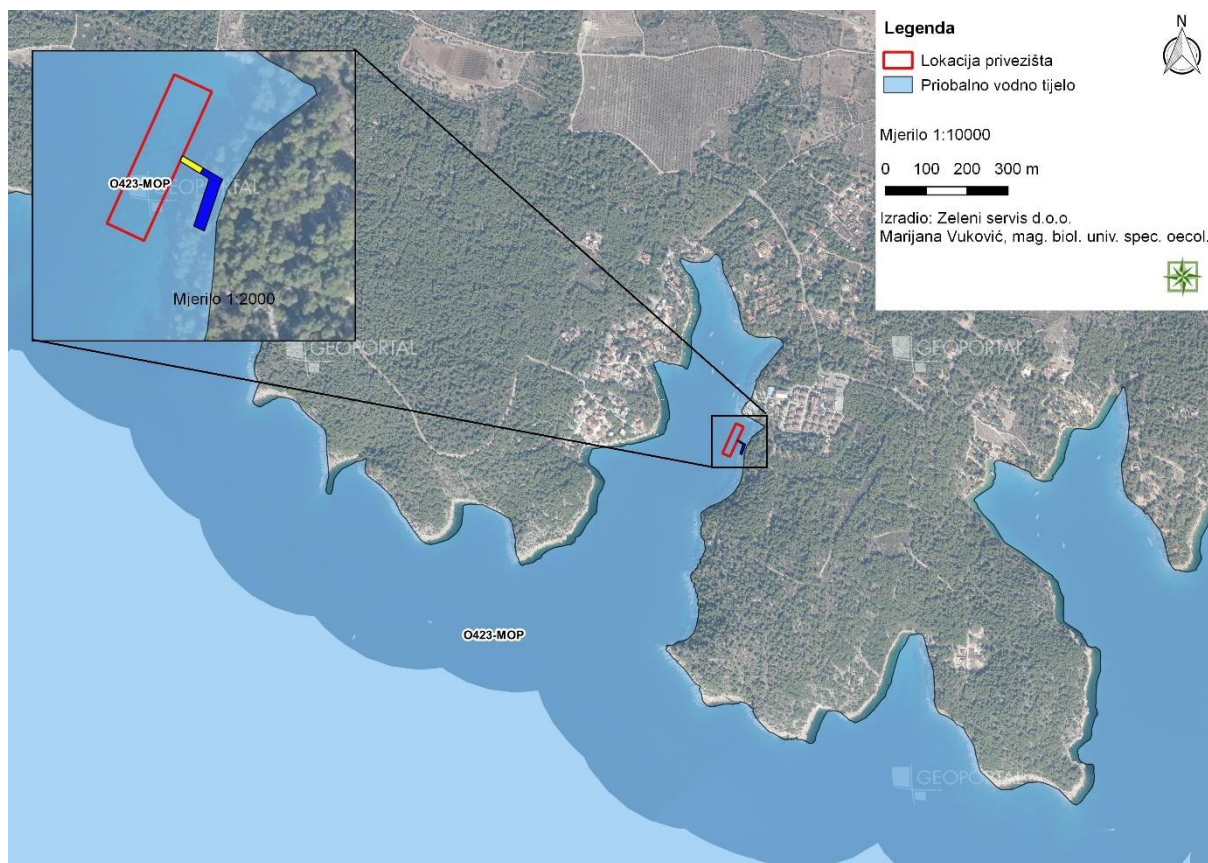 Legenda
Lokacija privezišta
Priobalno vodno tijelo
N
Mjerilo 1:10000
0 100 200 300 m
Izradio: Zeleni servis d.o.o.
Marijana Vuković, mag. biol. univ. spec. oecol.
O423-MOP
GEOPORTAL
Mjerilo 1:2000
GEOPORTAL
GEOPORTAL
O423-MOP
GEOPORTAL